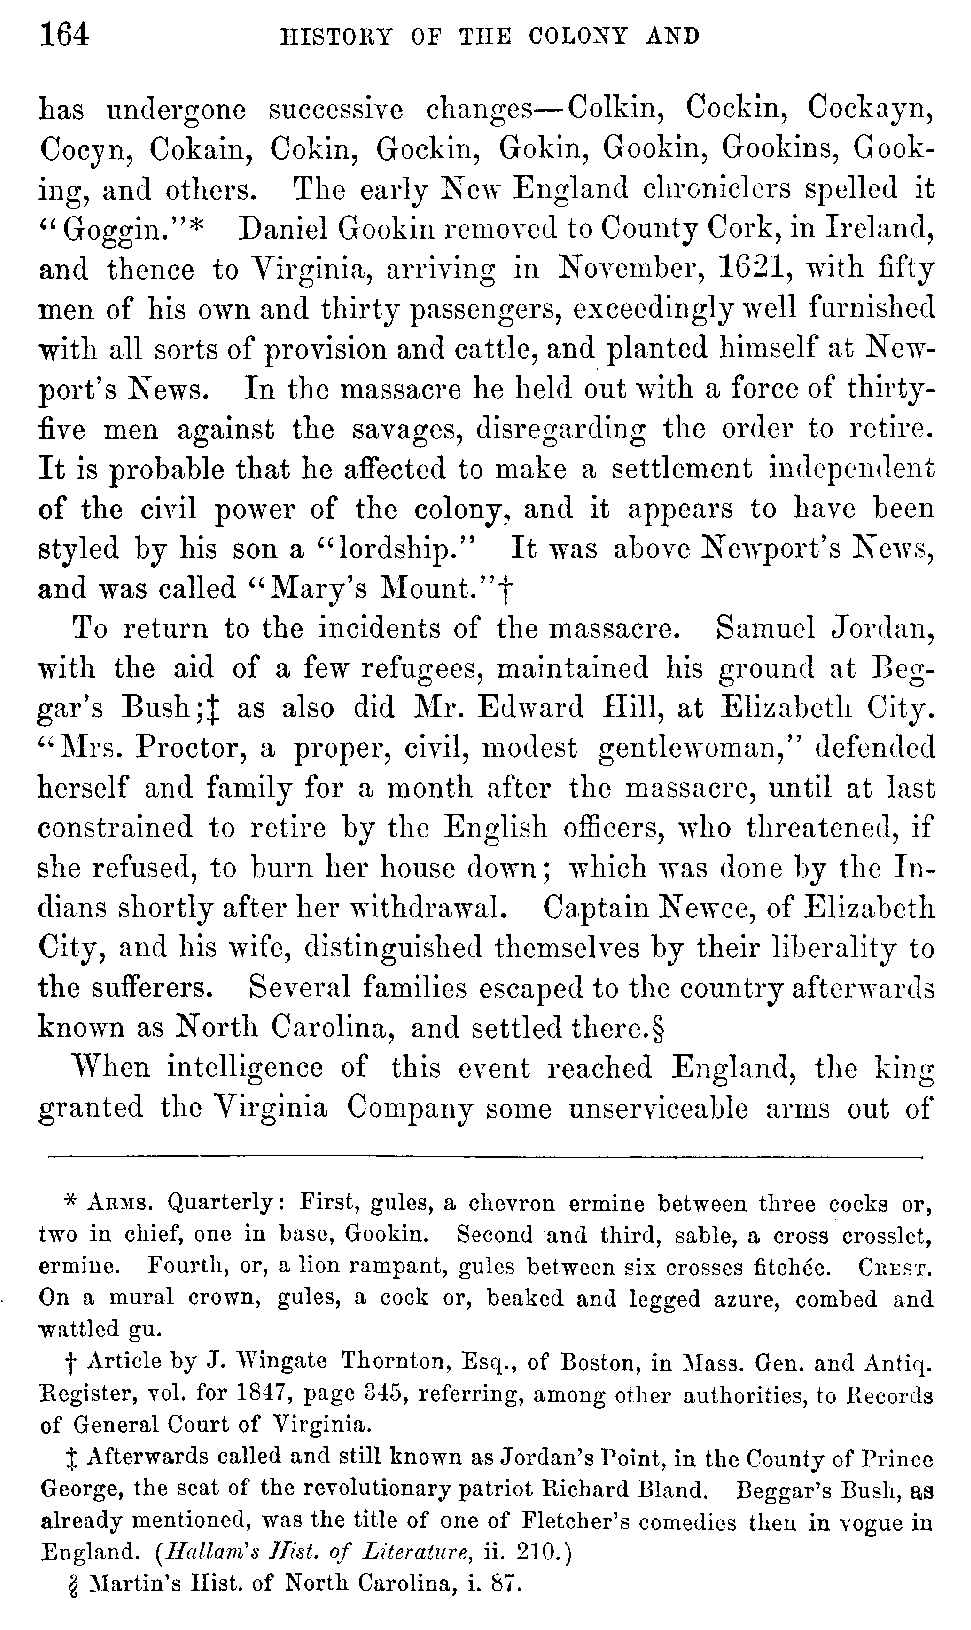 164 HISTORY OF THE COLONY AND
has undergone successive changes—Colkin, Cockin, Cockayn,
Cocyn, Cokain, Cokin, Gockin, Gokin, Gookin, Gookins, Gook-
ing, and others. The early New England chroniclers spelled it
"Goggin."* Daniel Gookin removed to County Cork, in Ireland,
and thence to Virginia, arriving in November, 1621, with fifty
men of his own and thirty passengers, exceedingly well furnished
with all sorts of provision and cattle, and planted himself at New-
port's News. In the massacre he held out with a force of thirty-
five men against the savages, disregarding the order to retire.
It is probable that he affected to make a settlement independent
of the civil power of the colony, and it appears to have been
styled by his son a "lordship." It was above Newport's News,
and was called "Mary's Mount."†
To return to the incidents of the massacre. Samuel Jordan,
with the aid of a few refugees, maintained his ground at Beg-
gar's Bush;‡ as also did Mr. Edward Hill, at Elizabeth City.
"Mrs. Proctor, a proper, civil, modest gentlewoman," defended
herself and family for a month after the massacre, until at last
constrained to retire by the English officers, who threatened, if
she refused, to burn her house down; which was done by the In-
dians shortly after her withdrawal. Captain Newce, of Elizabeth
City, and his wife, distinguished themselves by their liberality to
the sufferers. Several families escaped to the country afterwards
known as North Carolina, and settled there.§
When intelligence of this event reached England, the king
granted the Virginia Company some unserviceable arms out of
* ARMS. Quarterly: First, gules, a chevron ermine between three cocks or,
two in chief, one in base, Gookin. Second and third, sable, a cross crosslet,
ermine. Fourth, or, a lion rampant, gules between six crosses fitchée. CREST.
On a mural crown, gules, a cock or, beaked and legged azure, combed and
wattled gu.
† Article by J. Wingate Thornton, Esq., of Boston, in Mass. Gen. and Antiq.
Register, vol. for 1847, page 345, referring, among other authorities, to Records
of General Court of Virginia.
‡ Afterwards called and still known as Jordan's Point, in the County of Prince
George, the seat of the revolutionary patriot Richard Bland. Beggar's Bush, as
already mentioned, was the title of one of Fletcher's comedies then in vogue in
England. (Hallam's Hist. of Literature, ii. 210.)
§ Martin's Hist. of North Carolina, i. 87.